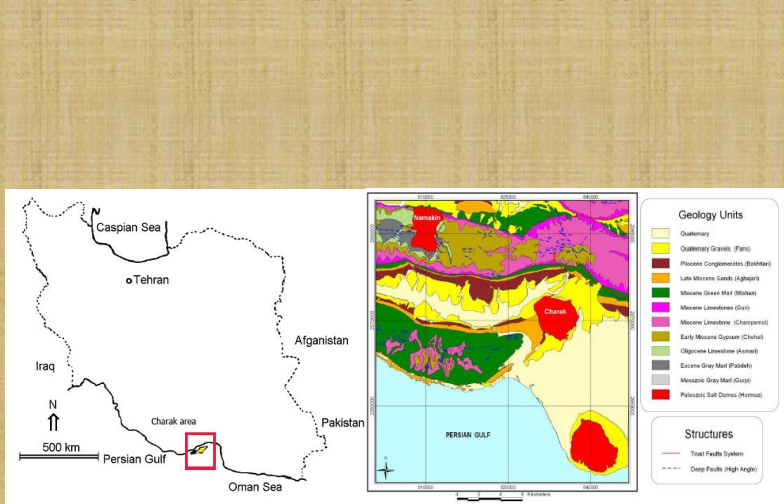 Caspian Sea
Tehran
Afghanistan
Iraq
N
Pakistan
Charak area
500 km
Persian Gulf
Oman Sea
Namakin
Charak
PERSIAN GULF
Kilometers
Geology Units
Quaternary
Quaternary Gravels (Fans)
Pliocene Conglomerates (Bakhtiari)
Late Miocene Sands (Aghajari)
Miocene Green Marl (Mishan)
Miocene Limestones (Guri)
Miocene Limestone (Champemol)
Early Miocene Gypsum (Chehel)
Oligocene Limestone (Asmari)
Eocene Gray Marl (Pabdeh)
Mesozoic Gray Marl (Gurpi)
Paleozoic Salt Domes (Hormoz)
Structures
Trust Faults System
Deep Faults (High Angle)